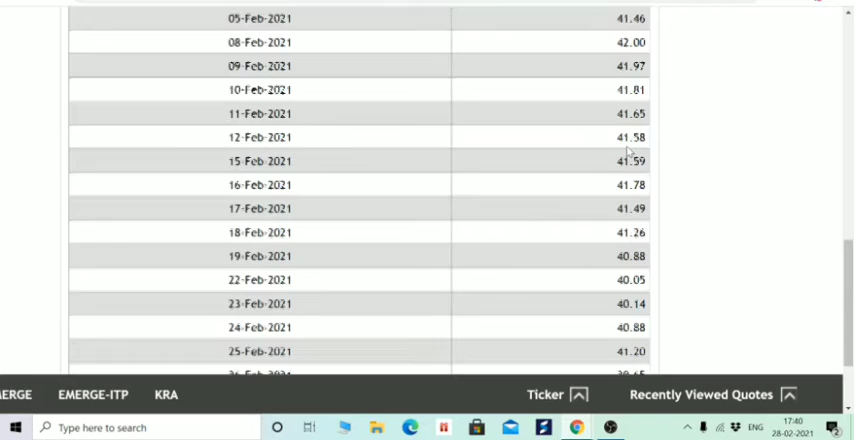 05-Feb-2021 41.46
08-Feb-2021 42.00
09-Feb-2021 41.97
10-Feb-2021 41.81
11-Feb-2021 41.65
12-Feb-2021 41.58
15-Feb-2021 41.59
16-Feb-2021 41.78
17-Feb-2021 41.49
18-Feb-2021 41.26
19-Feb-2021 40.88
22-Feb-2021 40.05
23-Feb-2021 40.14
24-Feb-2021 40.88
25-Feb-2021 41.20
EMERGE-ITP KRA Ticker Recently Viewed Quotes
Type here to search ENG 17:40
28-02-2021 2